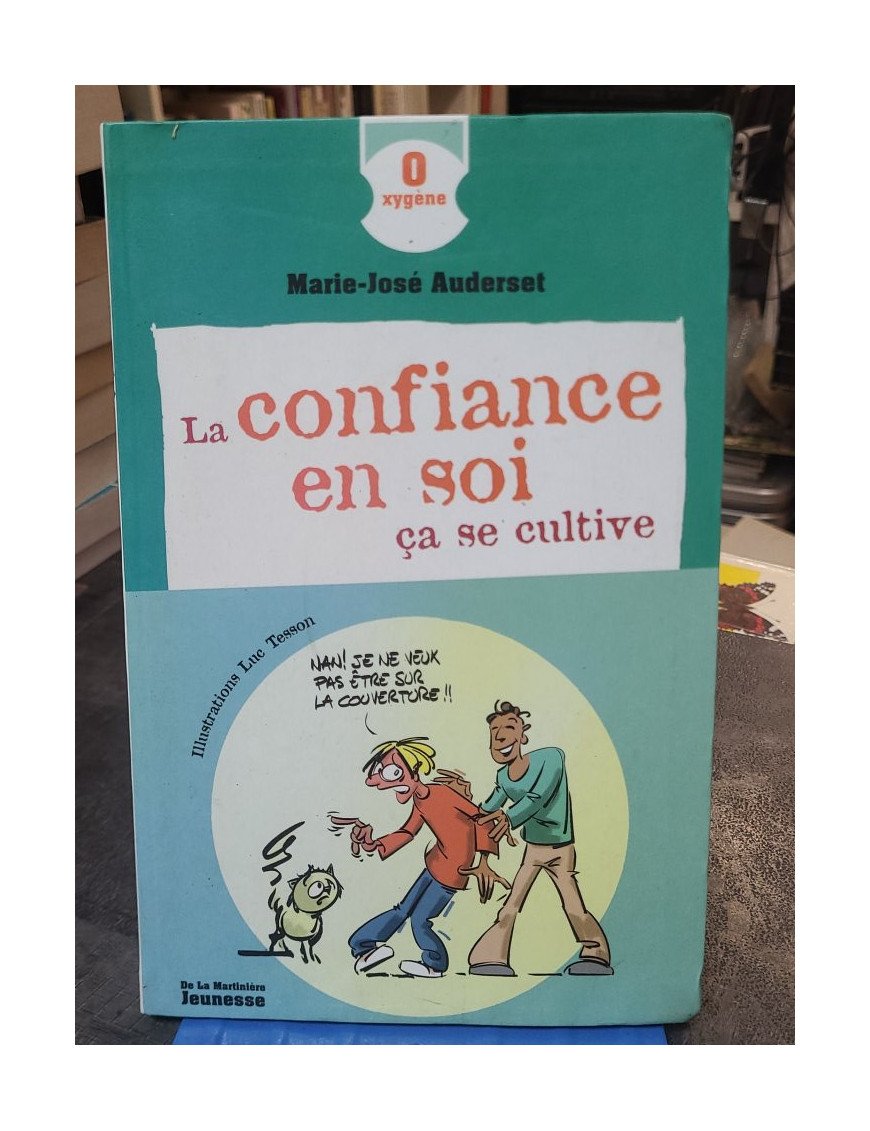 O
xygène
Marie-José Auderset
La confiance
en soi
ça se cultive
Illustrations Luc Tesson
NAN! JE NE VEUX
PAS ÊTRE SUR
LA COUVERTURE!!
De La Martinière
Jeunesse